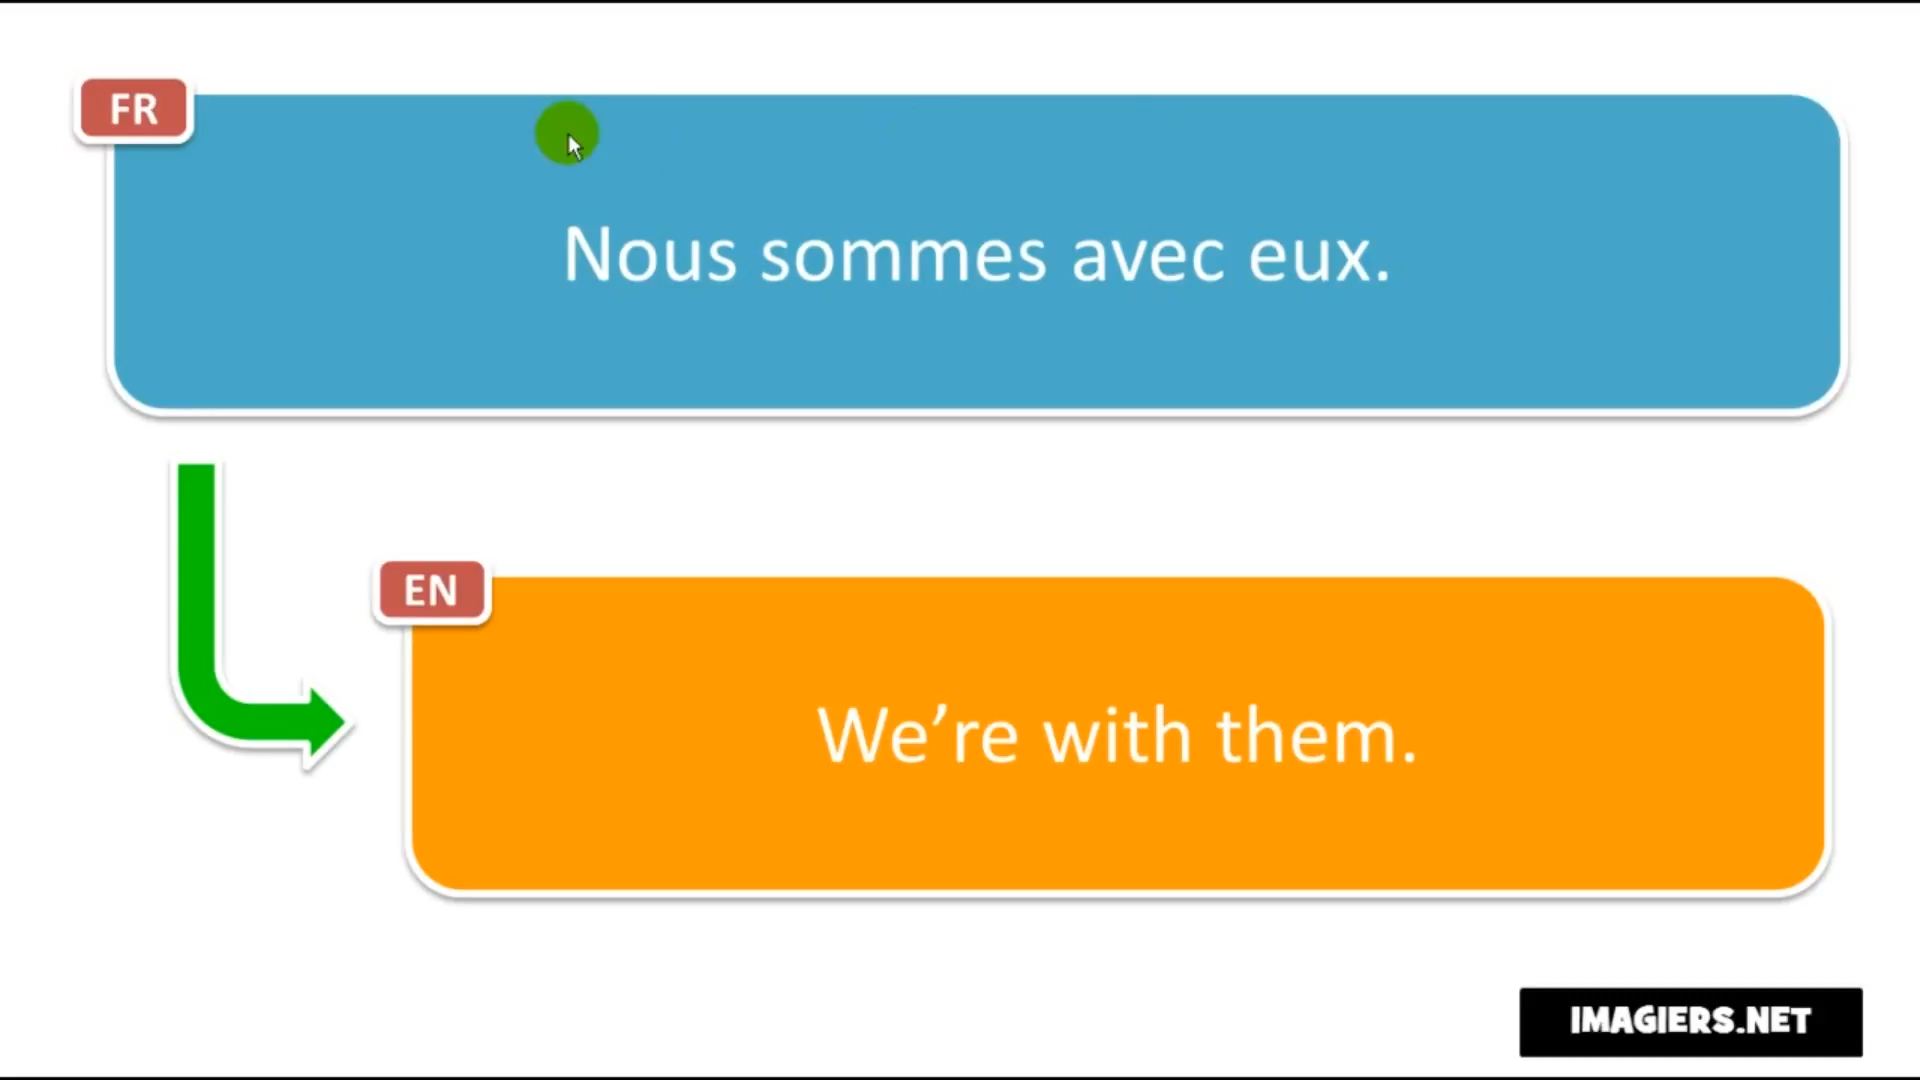 FR
Nous sommes avec eux.
EN
We’re with them.
IMAGIERS.NET